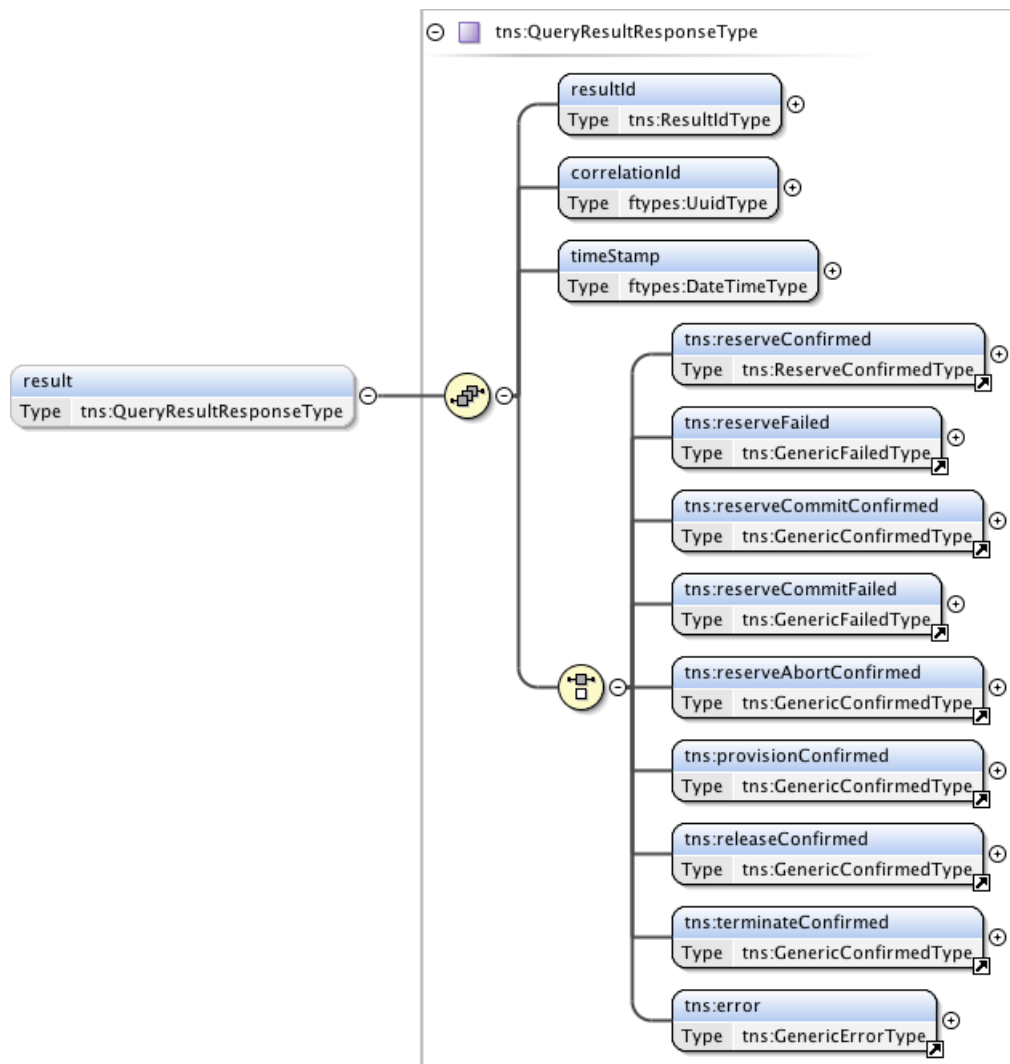 tns:QueryResultResponseType
resultId
Type tns:ResultIdType
correlationId
Type ftypes:UuidType
timeStamp
Type ftypes:DateTimeType
result
Type tns:QueryResultResponseType
tns:reserveConfirmed
Type tns:ReserveConfirmedType
tns:reserveFailed
Type tns:GenericFailedType
tns:reserveCommitConfirmed
Type tns:GenericConfirmedType
tns:reserveCommitFailed
Type tns:GenericFailedType
tns:reserveAbortConfirmed
Type tns:GenericConfirmedType
tns:provisionConfirmed
Type tns:GenericConfirmedType
tns:releaseConfirmed
Type tns:GenericConfirmedType
tns:terminateConfirmed
Type tns:GenericConfirmedType
tns:error
Type tns:GenericErrorType